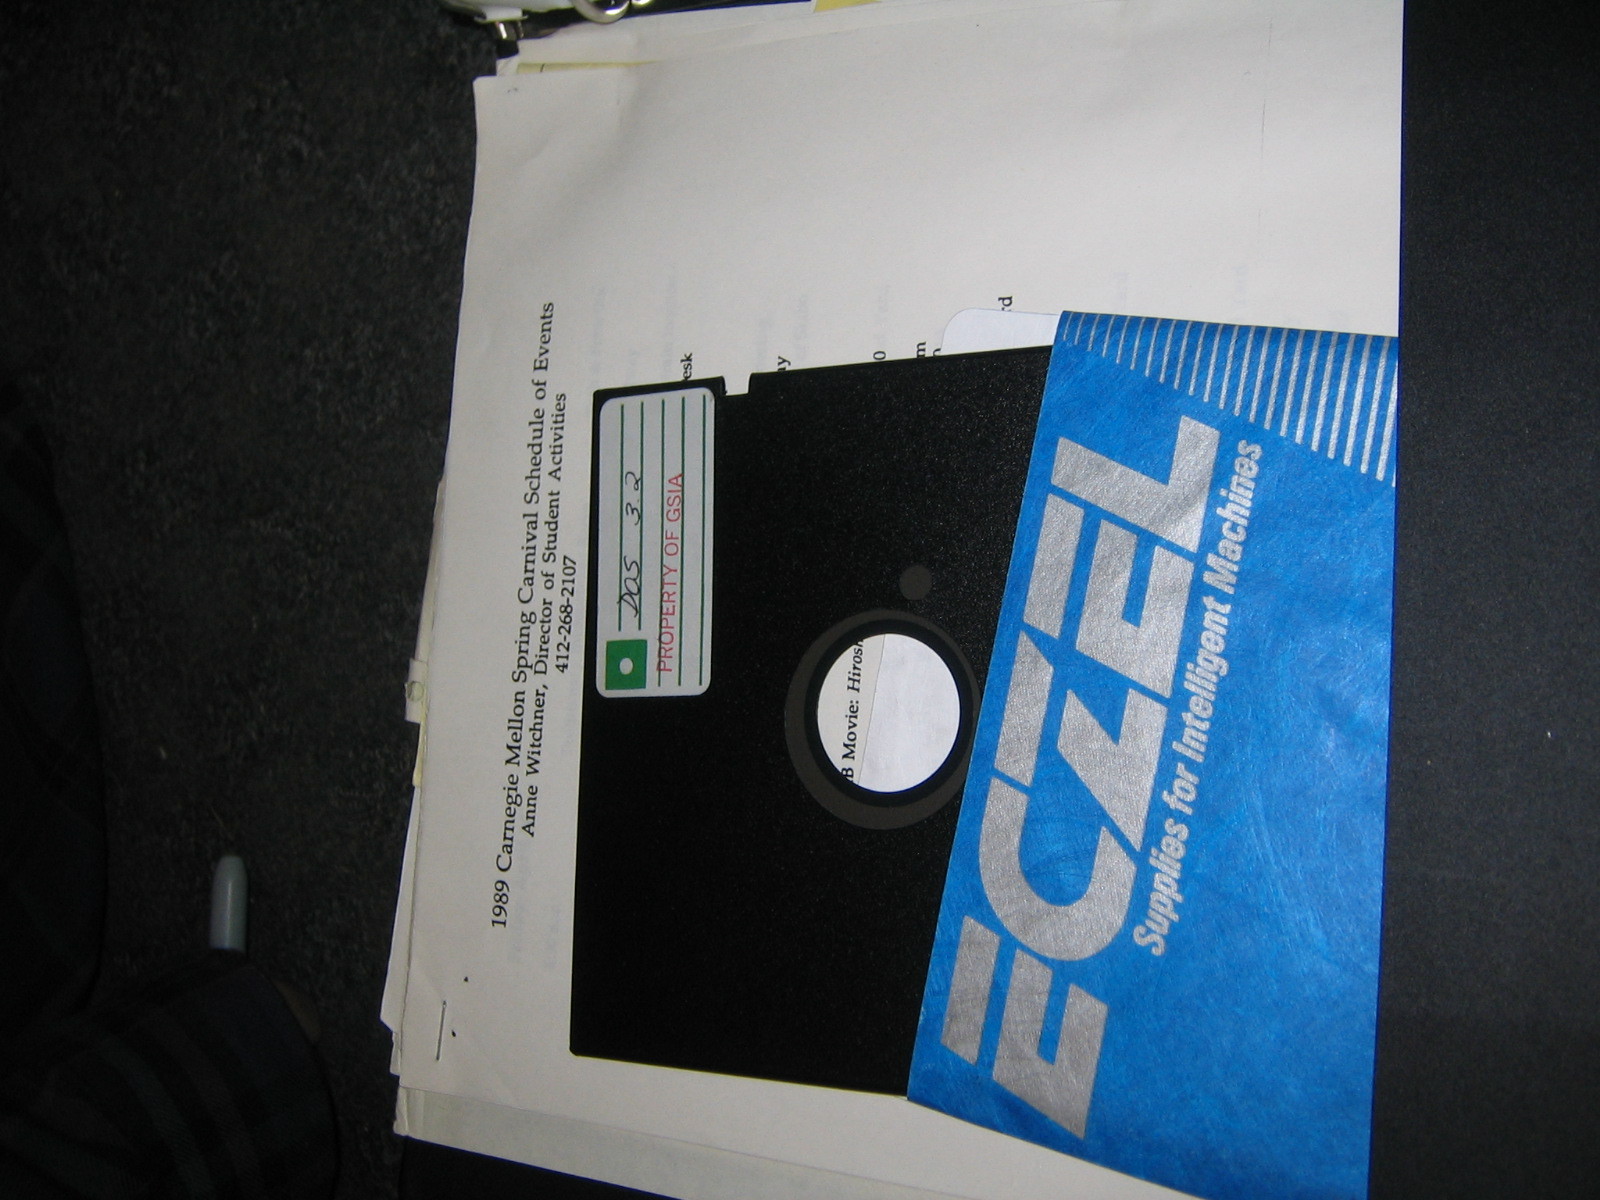 1989 Carnegie Mellon Spring Carnival Schedule of Events
Anne Witchner, Director of Student Activities
412-268-2107
DOS 3.2
PROPERTY OF GSIA
B Movie: Hirosh
ECZEL
Supplies for Intelligent Machines